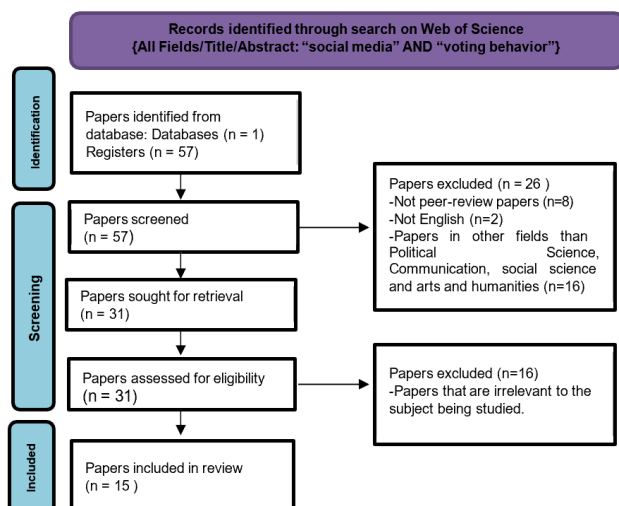 Records identified through search on Web of Science
{All Fields/Title/Abstract: “social media” AND “voting behavior”}
Identification
Papers identified from
database: Databases (n = 1)
Registers (n = 57)
Screening
Papers screened
(n = 57)
Papers excluded (n = 26 )
-Not peer-review papers (n=8)
-Not English (n=2)
-Papers in other fields than
Political Science,
Communication, social science
and arts and humanities (n=16)
Papers sought for retrieval
(n = 31)
Papers assessed for eligibility
(n = 31)
Papers excluded (n=16)
-Papers that are irrelevant to the
subject being studied.
Included
Papers included in review
(n = 15 )